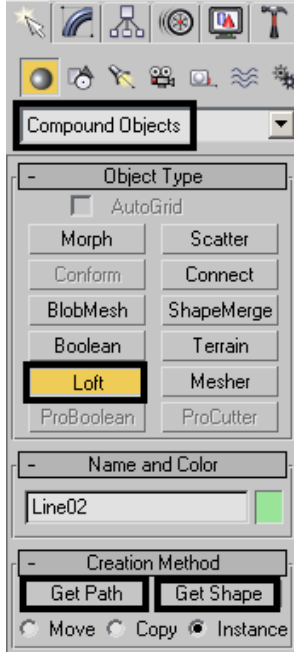 Compound Objects
- Object Type
AutoGrid
Morph Scatter
Conform Connect
BlobMesh ShapeMerge
Boolean Terrain
Loft Mesher
ProBoolean ProCutter
- Name and Color
Line02
- Creation Method
Get Path Get Shape
Move Copy Instance